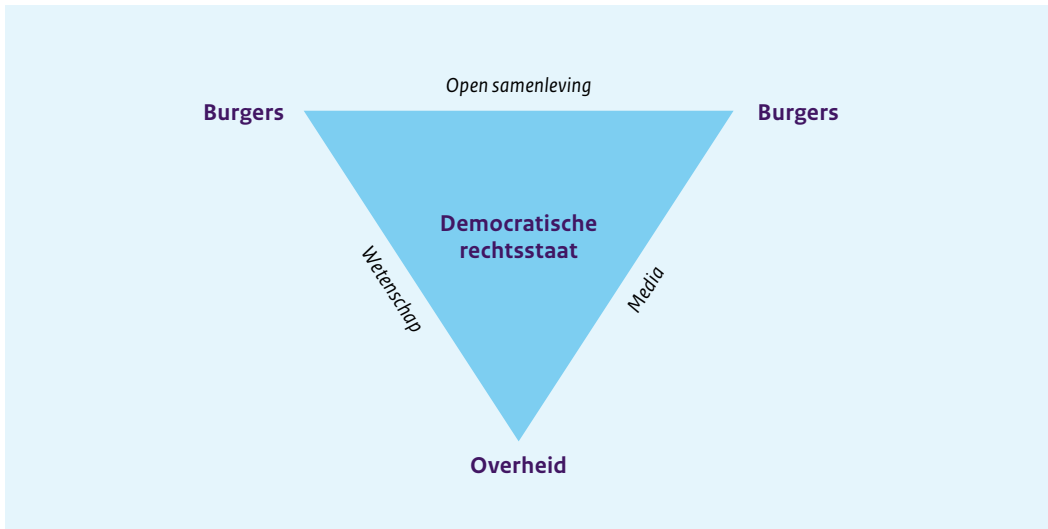 Open samenleving
Burgers
Burgers
Democratische
rechtsstaat
Wetenschap
Media
Overheid